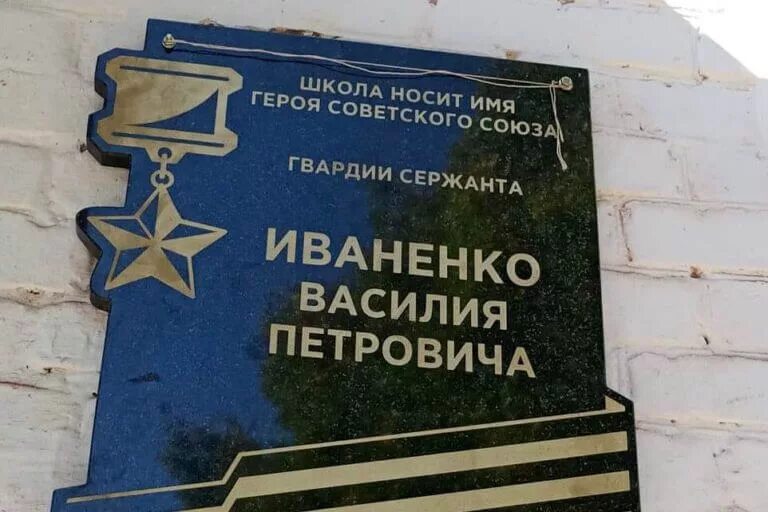 ШКОЛА НОСИТ ИМЯ
ГЕРОЯ СОВЕТСКОГО СОЮЗА
ГВАРДИИ СЕРЖАНТА
ИВАНЕНКО
ВАСИЛИЯ
ПЕТРОВИЧА